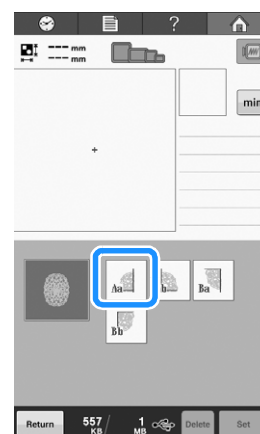 ?
--- mm
--- mm
min
Aa
b
Ba
Bb
Return
557 KB / 1 MB
Delete
Set